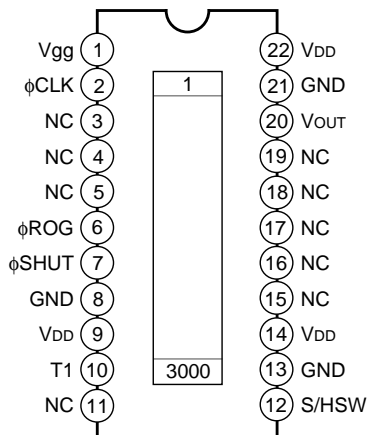 Vgg 1 22 VDD
φCLK 2 1 21 GND
NC 3 20 VOUT
NC 4 19 NC
NC 5 18 NC
φROG 6 17 NC
φSHUT 7 16 NC
GND 8 15 NC
VDD 9 14 VDD
T1 10 3000 13 GND
NC 11 12 S/HSW